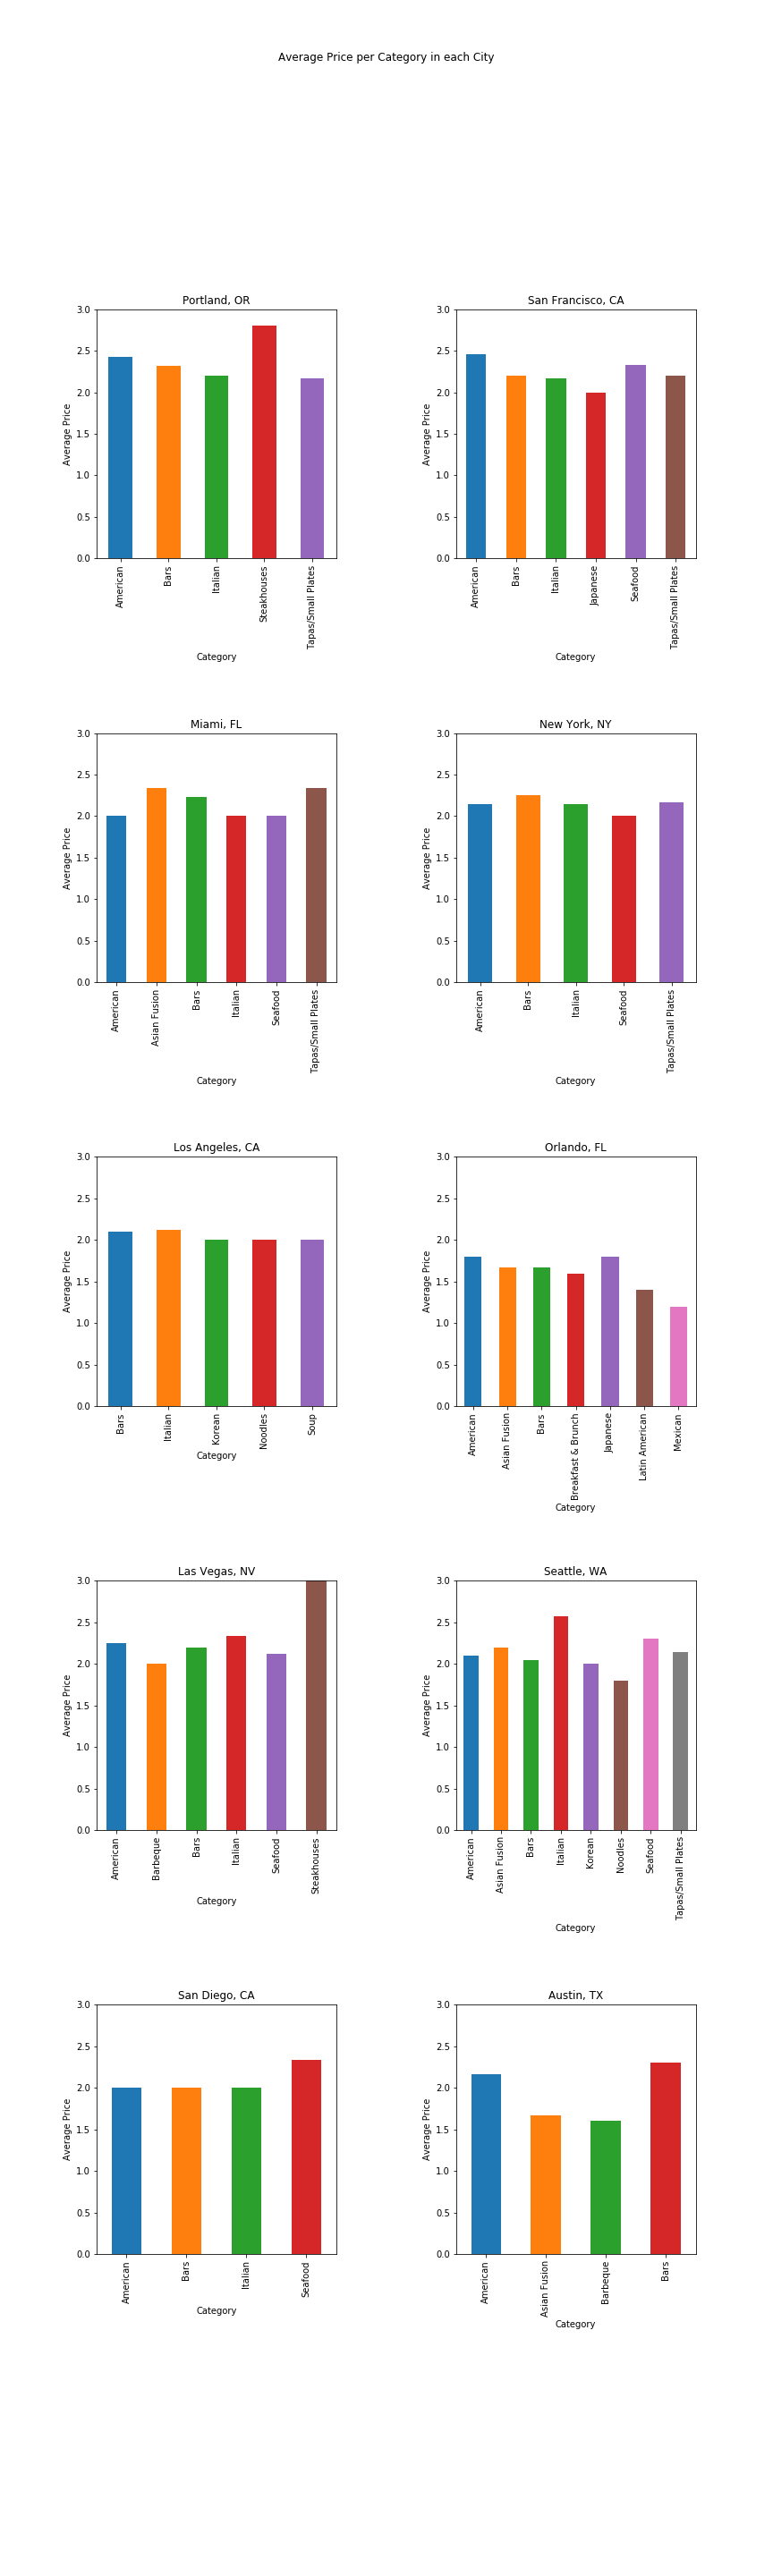 Average Price per Category in each City
Portland, OR
3.0
2.5
2.0
1.5
1.0
0.5
0.0
Average Price
American
Bars
Italian
Steakhouses
Tapas/Small Plates
Category
San Francisco, CA
3.0
2.5
2.0
1.5
1.0
0.5
0.0
Average Price
American
Bars
Italian
Japanese
Seafood
Tapas/Small Plates
Category
Miami, FL
3.0
2.5
2.0
1.5
1.0
0.5
0.0
Average Price
American
Asian Fusion
Bars
Italian
Seafood
Tapas/Small Plates
Category
New York, NY
3.0
2.5
2.0
1.5
1.0
0.5
0.0
Average Price
American
Bars
Italian
Seafood
Tapas/Small Plates
Category
Los Angeles, CA
3.0
2.5
2.0
1.5
1.0
0.5
0.0
Average Price
Bars
Italian
Korean
Noodles
Soup
Category
Orlando, FL
3.0
2.5
2.0
1.5
1.0
0.5
0.0
Average Price
American
Asian Fusion
Bars
Breakfast & Brunch
Japanese
Latin American
Mexican
Category
Las Vegas, NV
3.0
2.5
2.0
1.5
1.0
0.5
0.0
Average Price
American
Barbeque
Bars
Italian
Seafood
Steakhouses
Category
Seattle, WA
3.0
2.5
2.0
1.5
1.0
0.5
0.0
Average Price
American
Asian Fusion
Bars
Italian
Korean
Noodles
Seafood
Tapas/Small Plates
Category
San Diego, CA
3.0
2.5
2.0
1.5
1.0
0.5
0.0
Average Price
American
Bars
Italian
Seafood
Category
Austin, TX
3.0
2.5
2.0
1.5
1.0
0.5
0.0
Average Price
American
Asian Fusion
Barbeque
Bars
Category